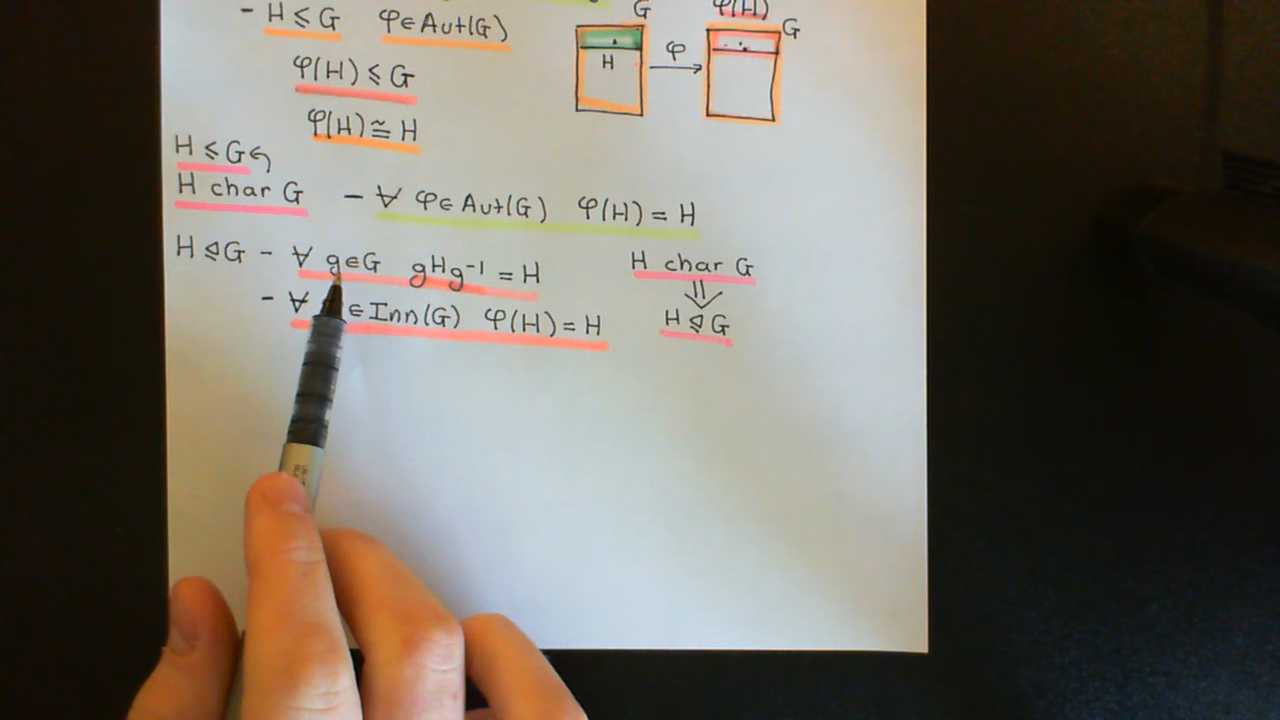 - H ≤ G φ∈Aut(G)
φ(H) ≤ G
φ(H) ≅ H
G
H
φ
φ(H)
G
H ≤ G
H char G - ∀ φ∈Aut(G) φ(H) = H
H ⊴ G - ∀ g∈G gHg⁻¹ = H
- ∀ ∈ Inn(G) φ(H) = H
H char G
⇓
H ⊴ G